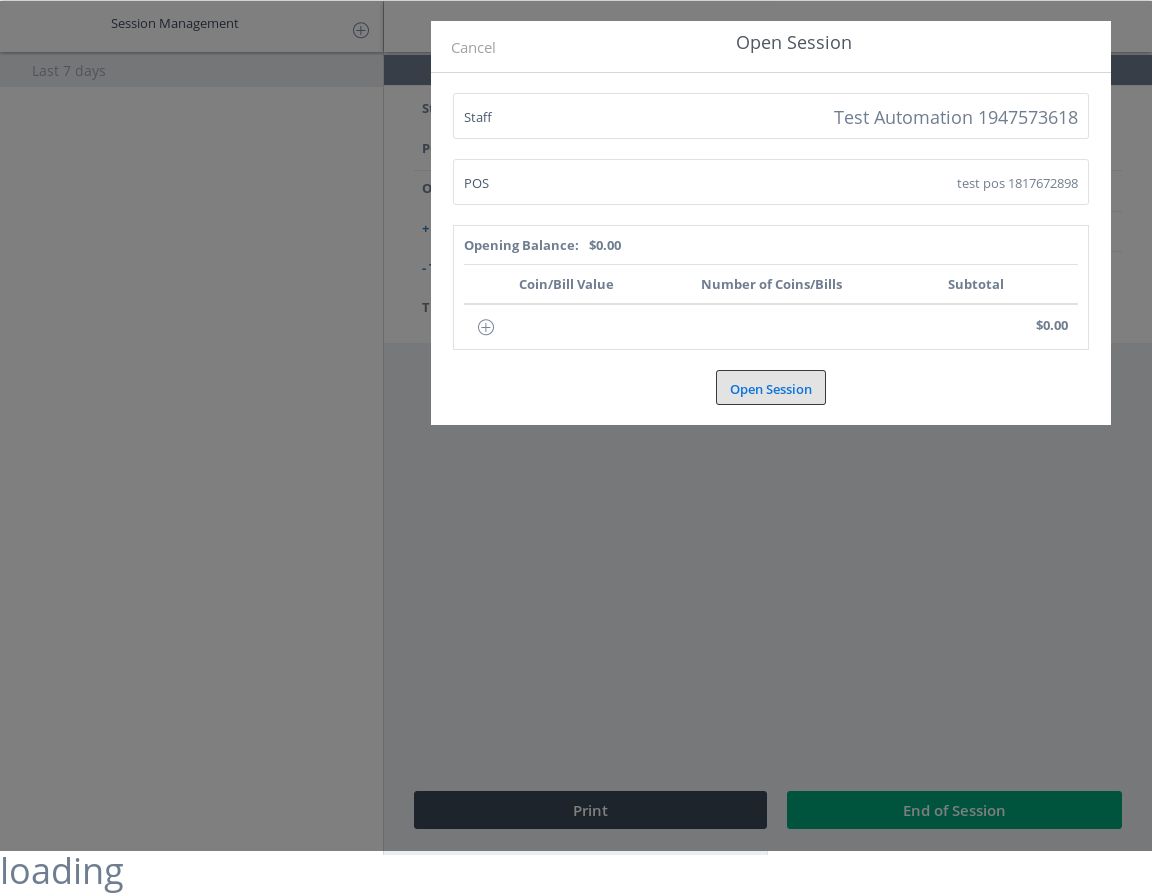 Session Management
Last 7 days
Cancel
Open Session
Staff
Test Automation 1947573618
POS
test pos 1817672898
Opening Balance: $0.00
Coin/Bill Value Number of Coins/Bills Subtotal
$0.00
Open Session
Print
End of Session
loading